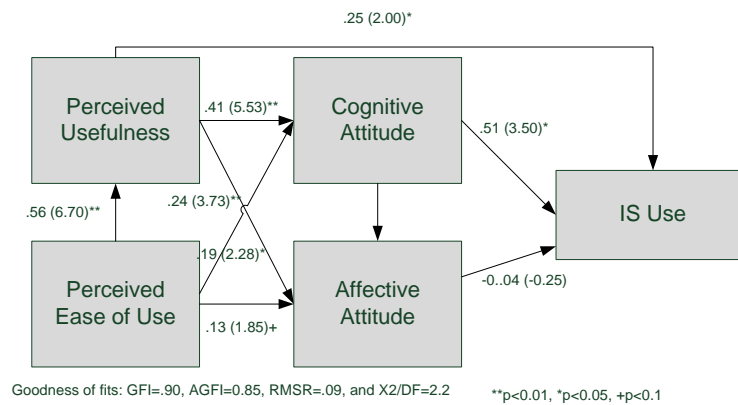 .25 (2.00)*
Perceived
Usefulness
.41 (5.53)**
Cognitive
Attitude
.51 (3.50)*
.56 (6.70)**
.24 (3.73)**
IS Use
.19 (2.28)*
Perceived
Ease of Use
.13 (1.85)+
Affective
Attitude
-0..04 (-0.25)
Goodness of fits: GFI=.90, AGFI=0.85, RMSR=.09, and X2/DF=2.2
**p<0.01, *p<0.05, +p<0.1